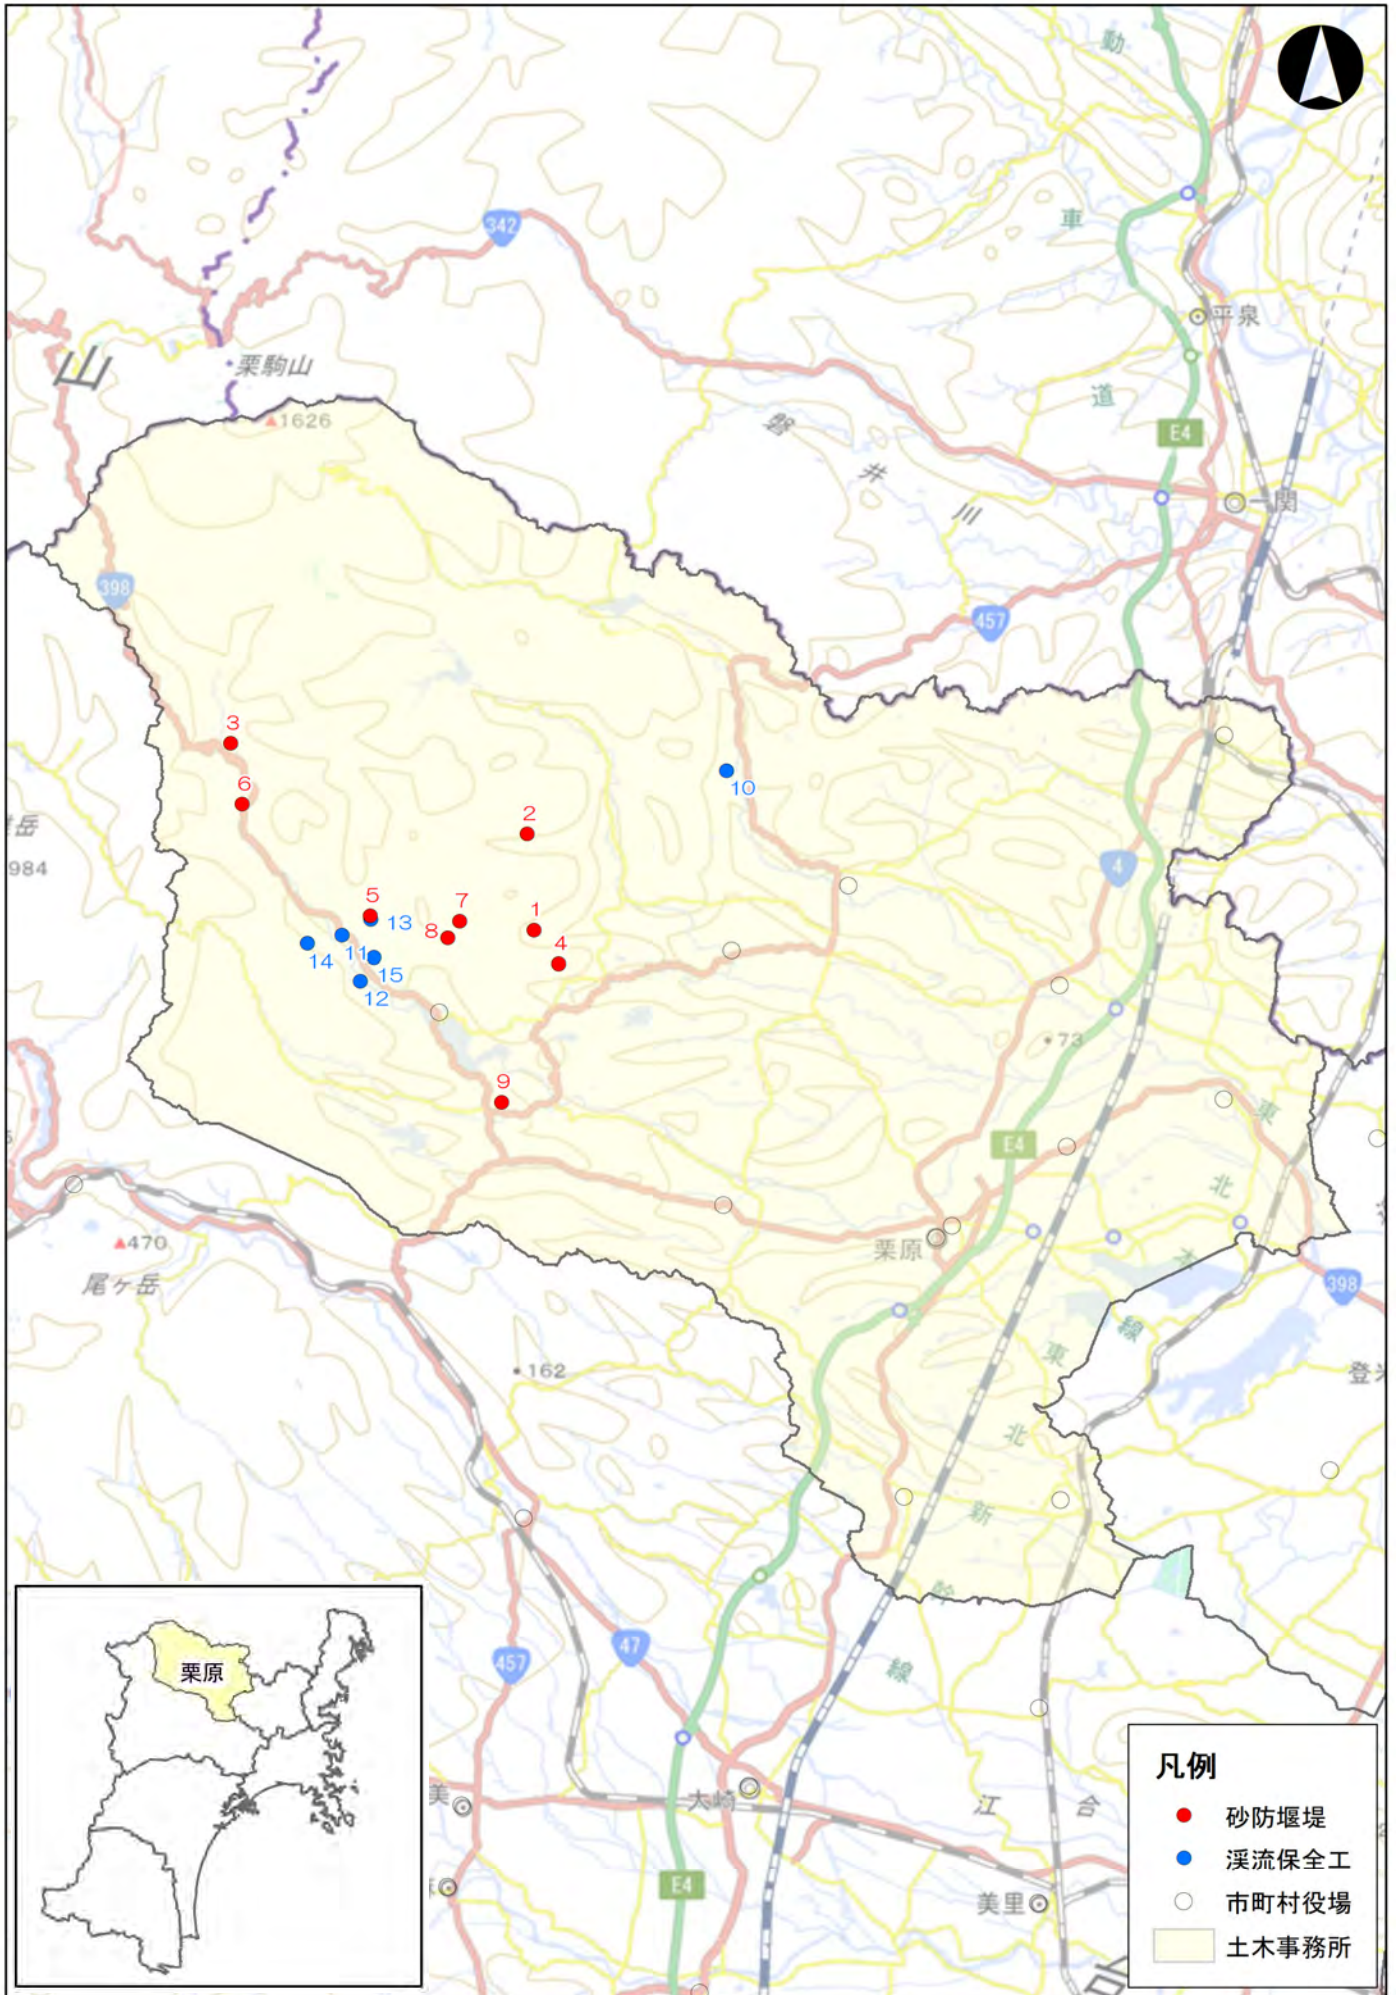 動
342
車
平泉
栗駒山
山
道
1626
E4
磐
井
川
一関
398
457
3
10
6
2
4
984
5
7
13
1
8
11
14
4
15
12
73
9
東
E4
北
栗原
本
470
尾ヶ岳
398
線
東
162
登
北
新
幹
栗原
47
457
線
凡例
美
大崎
江
合
砂防堰堤
渓流保全工
E4
市町村役場
美里
土木事務所